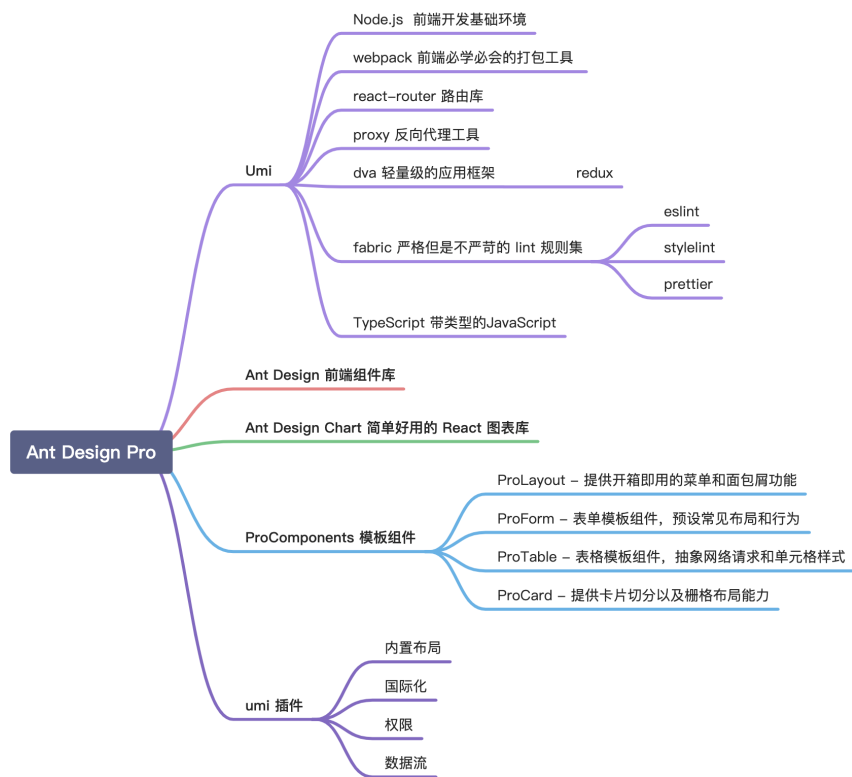 Node.js 前端开发基础环境
webpack 前端必学必会的打包工具
react-router 路由库
proxy 反向代理工具
Umi
dva 轻量级的应用框架
redux
eslint
fabric 严格但是不严苛的 lint 规则集
stylelint
prettier
TypeScript 带类型的JavaScript
Ant Design 前端组件库
Ant Design Chart 简单好用的 React 图表库
Ant Design Pro
ProLayout - 提供开箱即用的菜单和面包屑功能
ProForm - 表单模板组件，预设常见布局和行为
ProComponents 模板组件
ProTable - 表格模板组件，抽象网络请求和单元格样式
ProCard - 提供卡片切分以及栅格布局能力
内置布局
国际化
umi 插件
权限
数据流